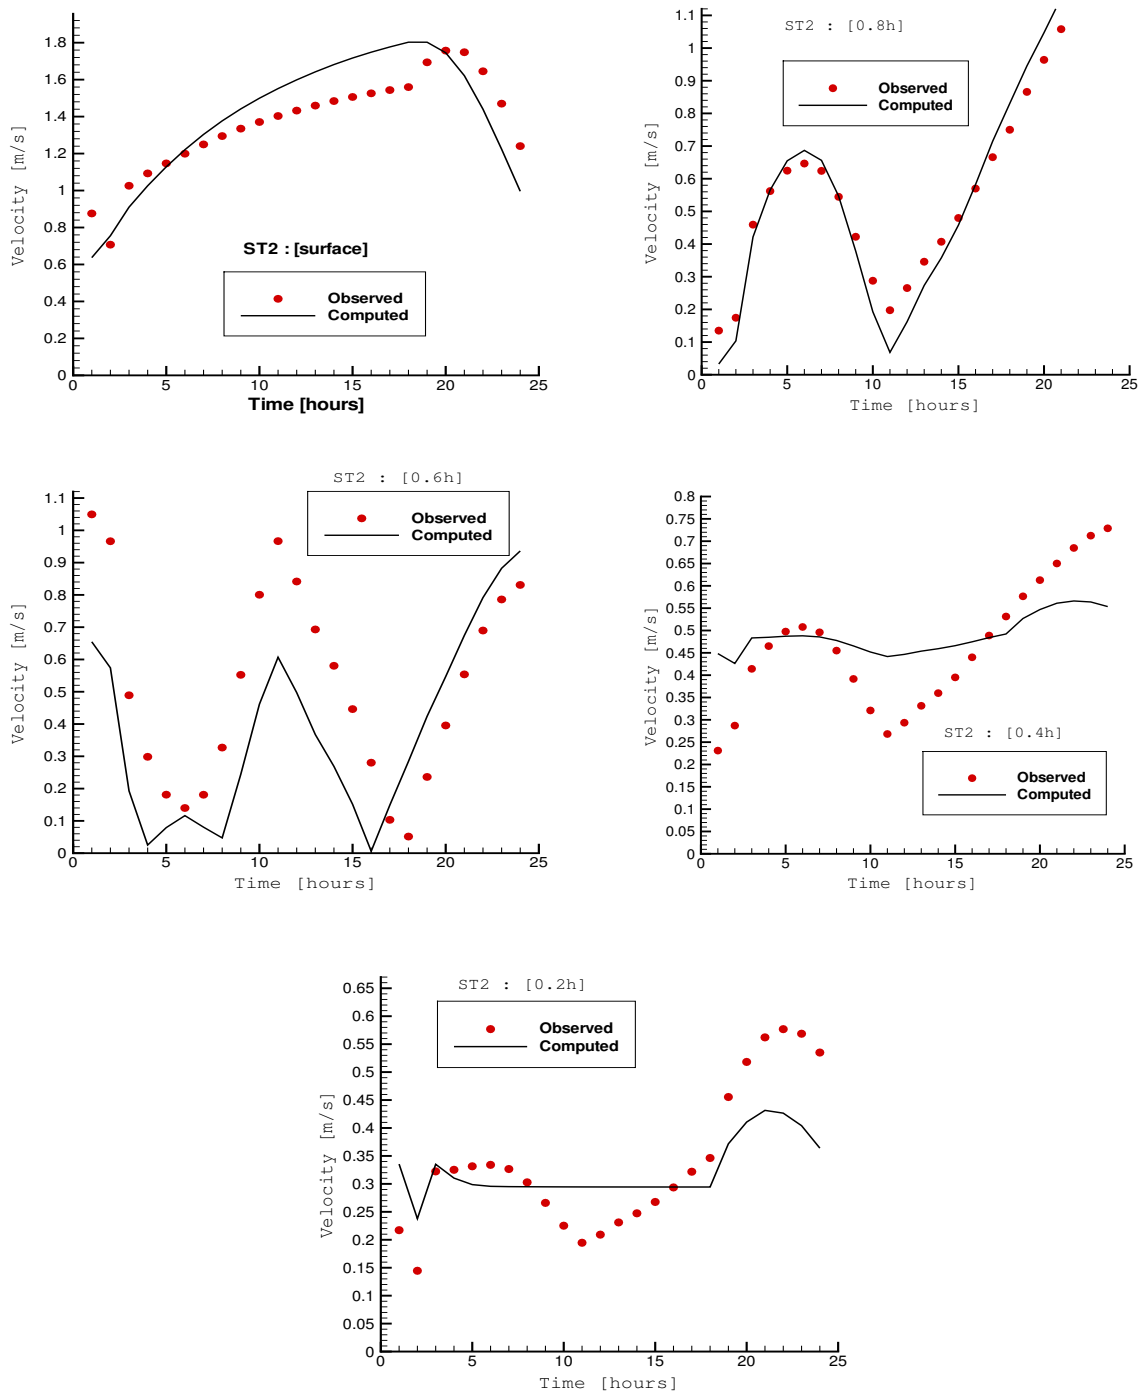 1.8
1.6
1.4
1.2
1
0.8
0.6
0.4
0.2
0
Velocity [m/s]
ST2 : [surface]
Observed
Computed
0 5 10 15 20 25
Time [hours]
ST2 : [0.8h]
1.1
1
0.9
0.8
0.7
0.6
0.5
0.4
0.3
0.2
0.1
0
Velocity [m/s]
Observed
Computed
0 5 10 15 20 25
Time [hours]
ST2 : [0.6h]
1.1
1
0.9
0.8
0.7
0.6
0.5
0.4
0.3
0.2
0.1
0
Velocity [m/s]
Observed
Computed
0 5 10 15 20 25
Time [hours]
0.8
0.75
0.7
0.65
0.6
0.55
0.5
0.45
0.4
0.35
0.3
0.25
0.2
0.15
0.1
0.05
0
Velocity [m/s]
ST2 : [0.4h]
Observed
Computed
0 5 10 15 20 25
Time [hours]
ST2 : [0.2h]
0.65
0.6
0.55
0.5
0.45
0.4
0.35
0.3
0.25
0.2
0.15
0.1
0.05
0
Velocity [m/s]
Observed
Computed
0 5 10 15 20 25
Time [hours]